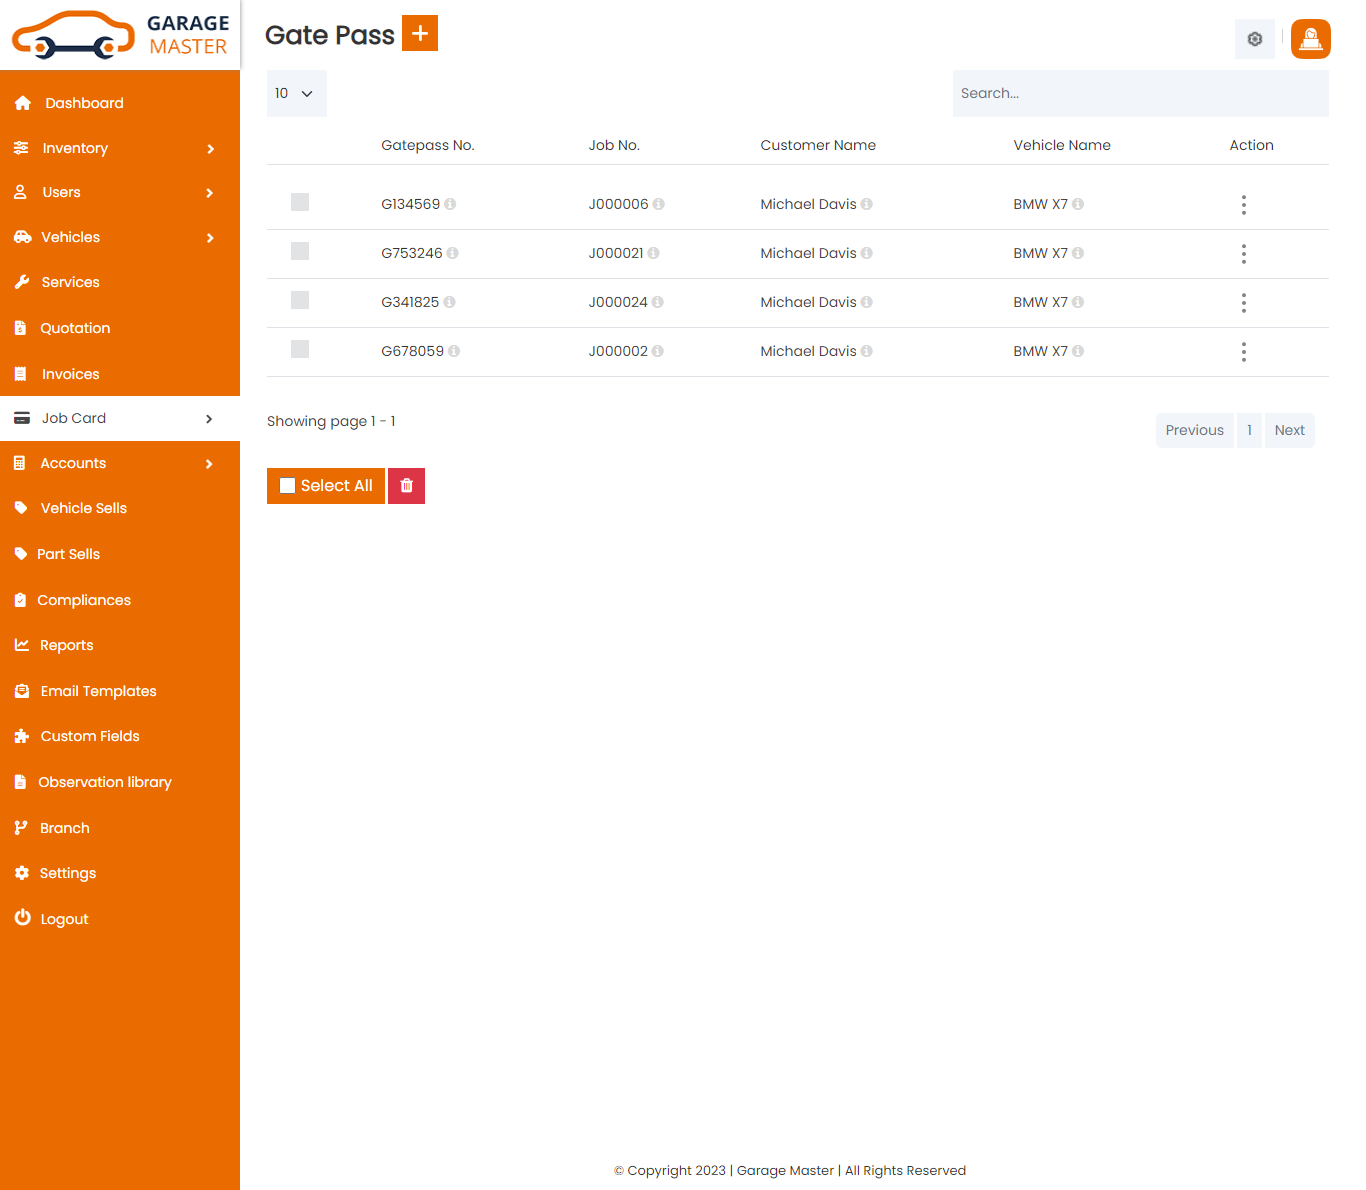 GARAGE
MASTER
Gate Pass
10
Search...
Gatepass No. Job No. Customer Name Vehicle Name Action
G134569 J000006 Michael Davis BMW X7
G753246 J000021 Michael Davis BMW X7
G341825 J000024 Michael Davis BMW X7
G678059 J000002 Michael Davis BMW X7
Showing page 1 - 1
Previous 1 Next
Select All
Dashboard
Inventory
Users
Vehicles
Services
Quotation
Invoices
Job Card
Accounts
Vehicle Sells
Part Sells
Compliances
Reports
Email Templates
Custom Fields
Observation library
Branch
Settings
Logout
© Copyright 2023 | Garage Master | All Rights Reserved